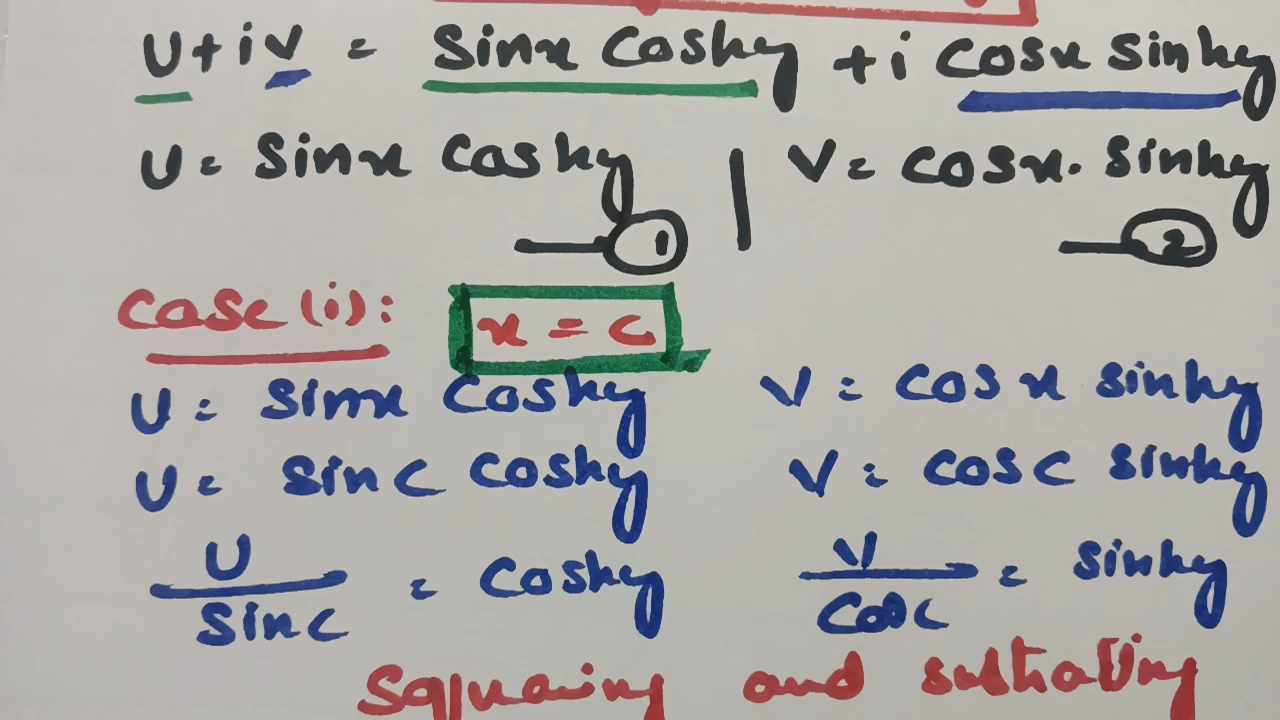 U+iv = Sinx Coshy + i Cosx Sinhy
U = Sinx Coshy | V = Cosx. Sinhy
1 2
Case (i): x = c
U = Sinx Coshy V = Cosx Sinhy
U = Sinc Coshy V = Cosc Sinhy
U/Sinc = Coshy V/Cosc = Sinhy
Squaring and